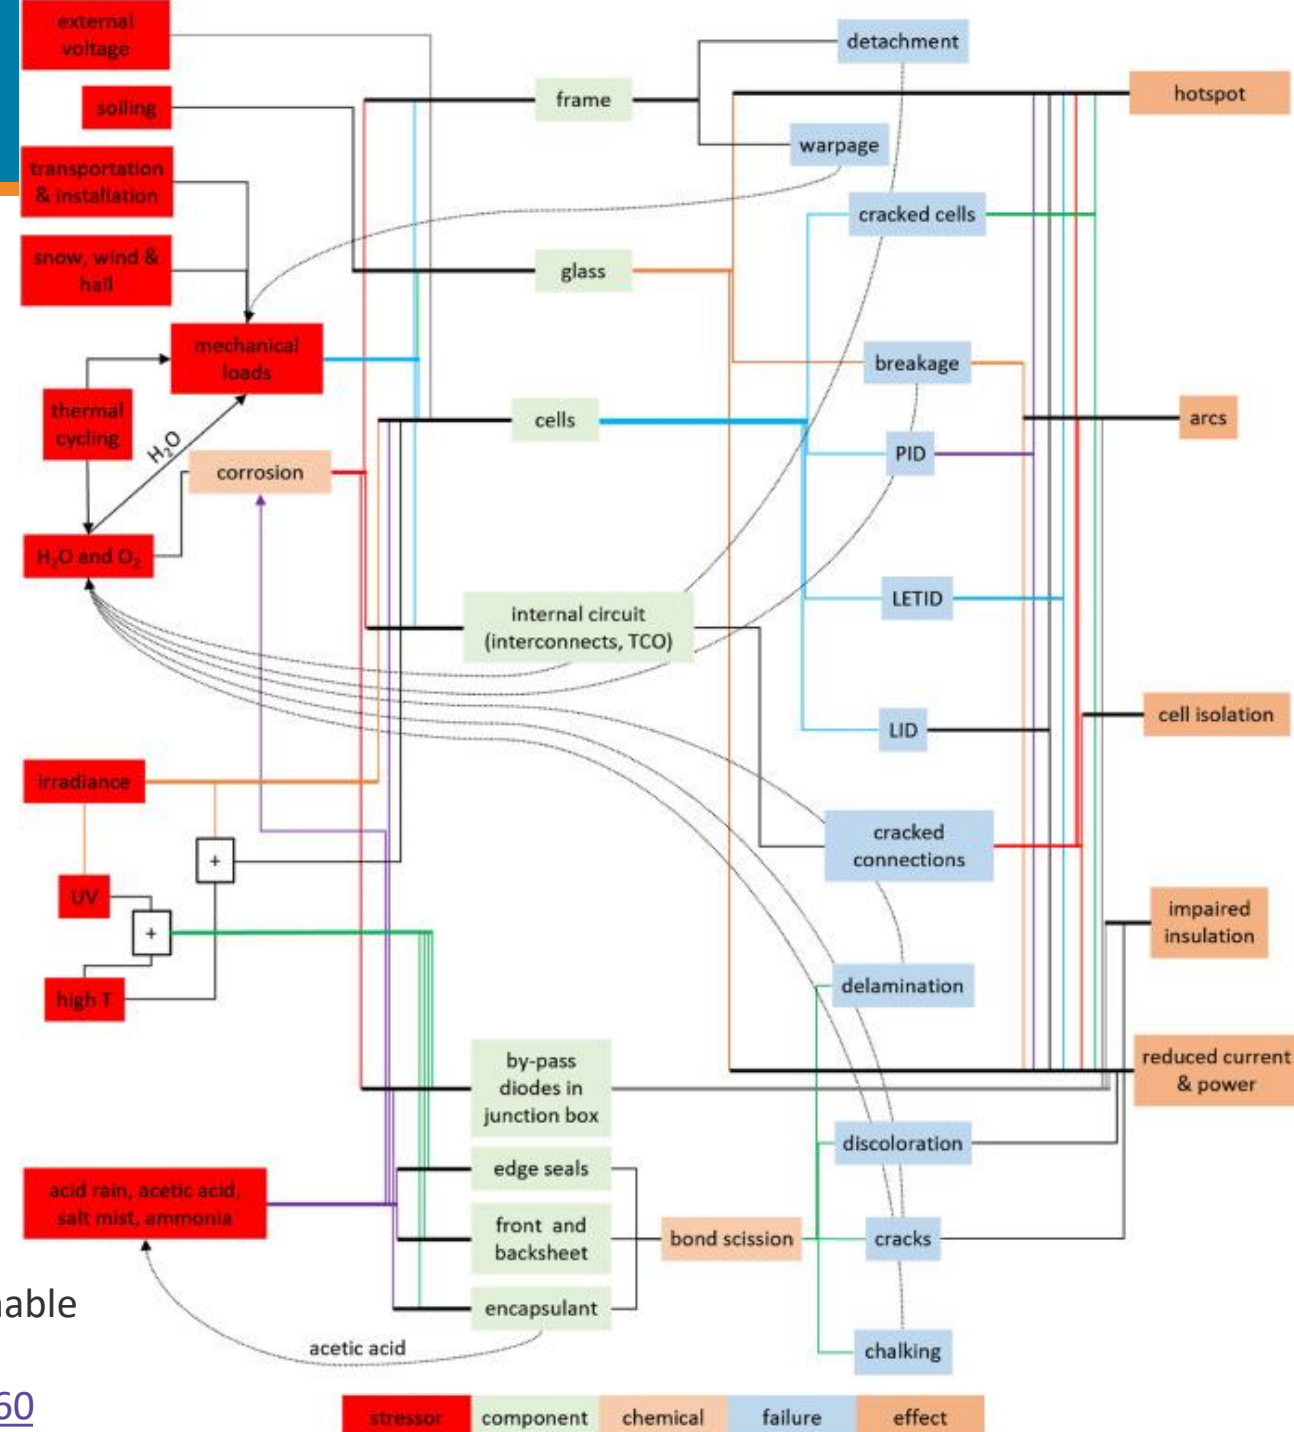 external
voltage
soiling
transportation
& installation
snow, wind &
hail
mechanical
loads
thermal
cycling
H₂O
corrosion
H₂O and O₂
irradiance
+
UV
+
high T
acid rain, acetic acid,
salt mist, ammonia
acetic acid
frame
glass
cells
internal circuit
(interconnects, TCO)
by-pass
diodes in
junction box
edge seals
front and
backsheet
encapsulant
bond scission
detachment
warpage
cracked cells
breakage
PID
LETID
LID
cracked
connections
delamination
discoloration
cracks
chalking
hotspot
arcs
cell isolation
impaired
insulation
reduced current
& power
nable
60
stressor component chemical failure effect